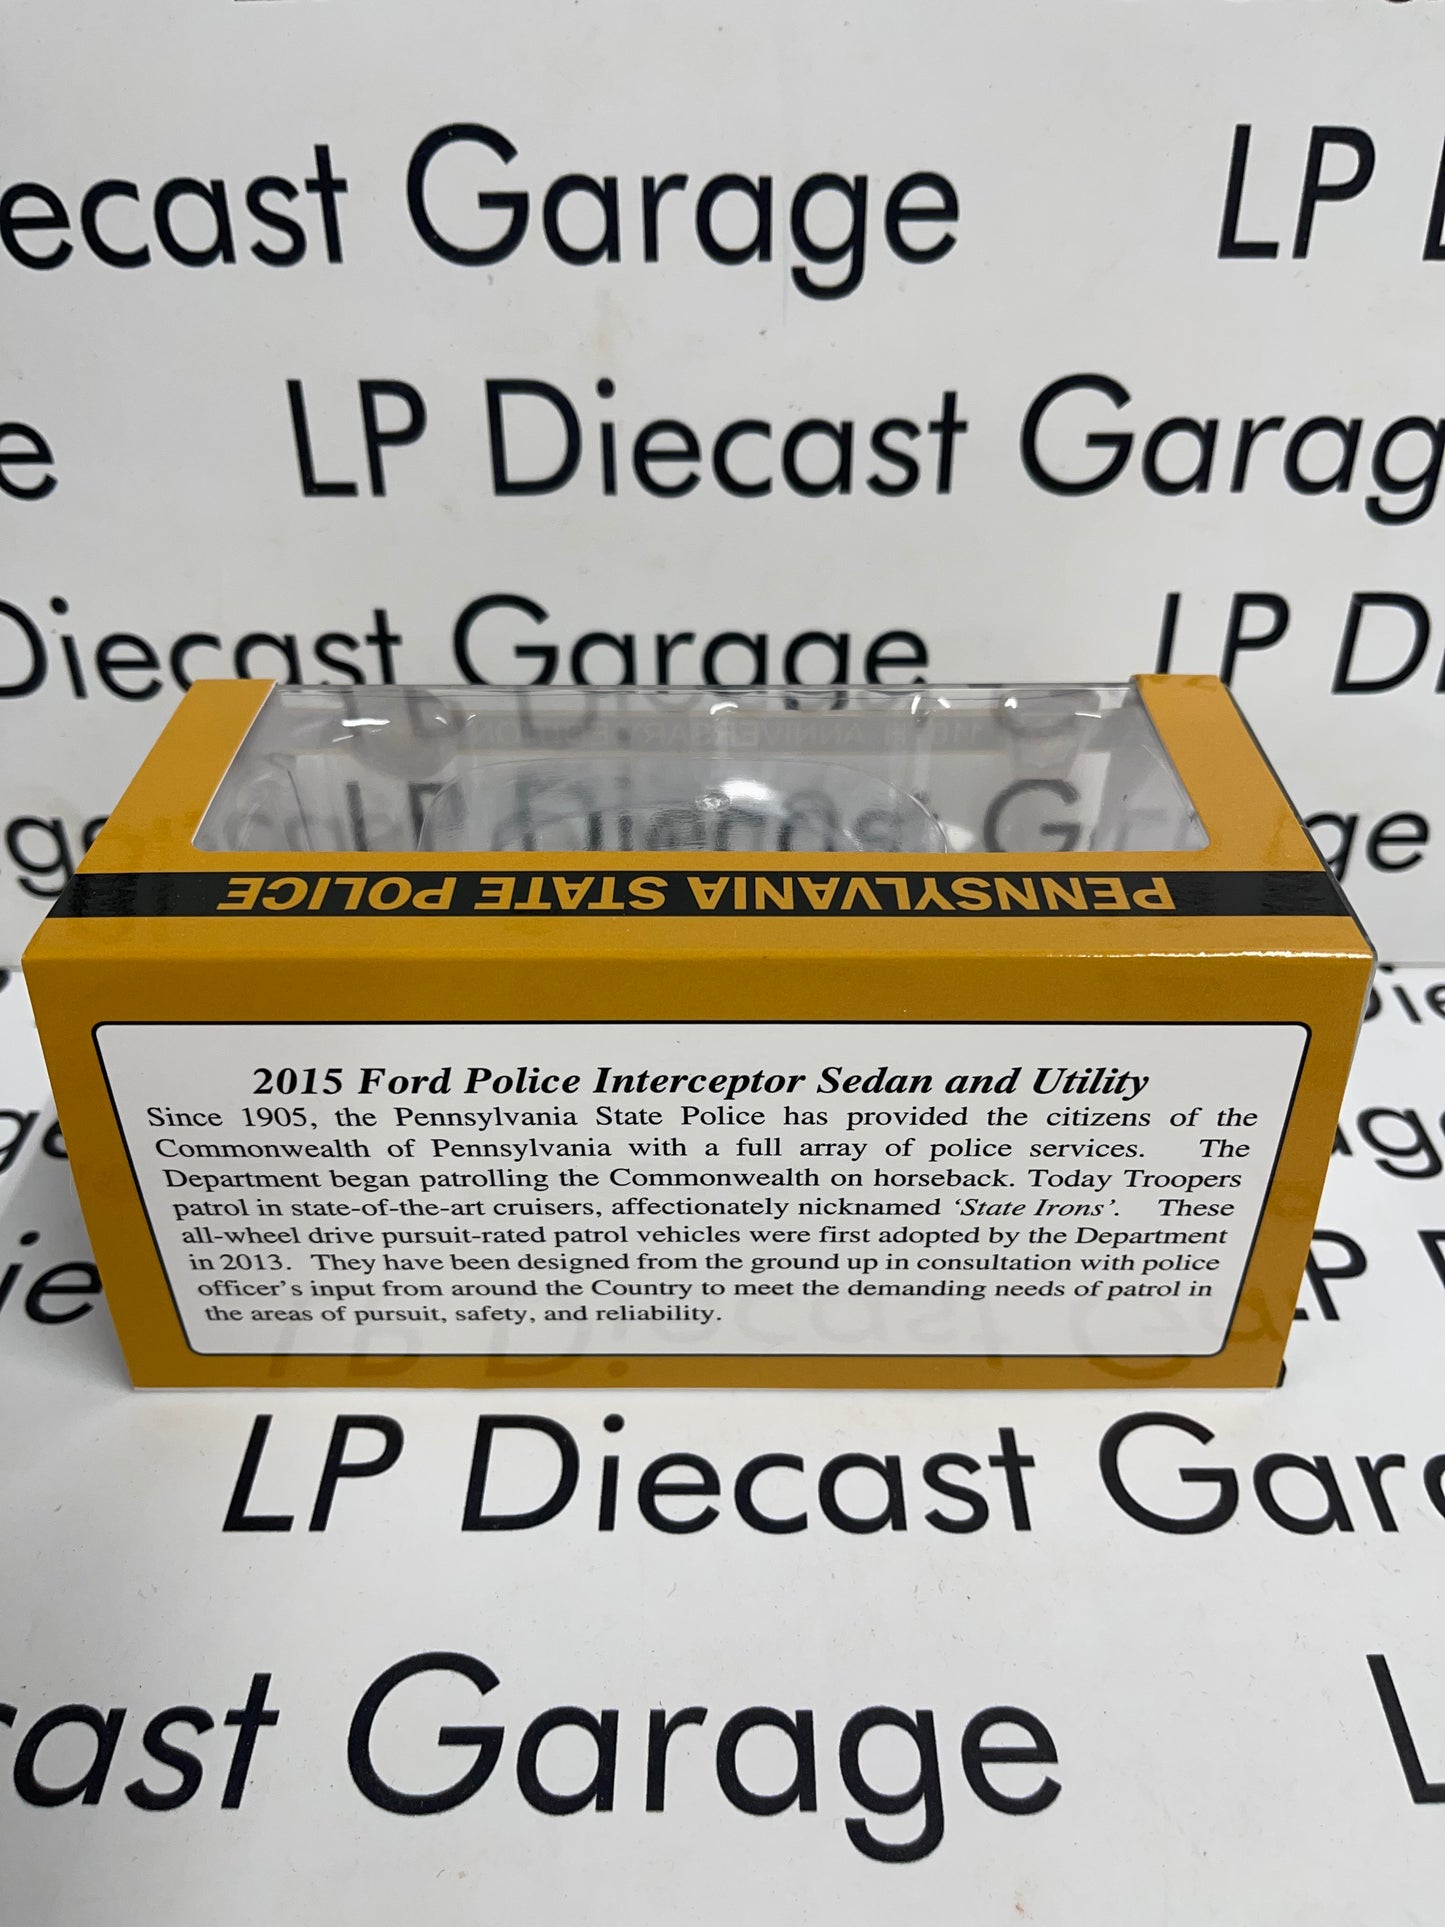 ecast Garage LP D
e LP Diecast Garag
Diecast Garage LP Di
110TH ANNIVERSARY EDITION
PENNSYLVANIA STATE POLICE
2015 Ford Police Interceptor Sedan and Utility
Since 1905, the Pennsylvania State Police has provided the citizens of the
Commonwealth of Pennsylvania with a full array of police services. The
Department began patrolling the Commonwealth on horseback. Today Troopers
patrol in state-of-the-art cruisers, affectionately nicknamed ‘State Irons’. These
all-wheel drive pursuit-rated patrol vehicles were first adopted by the Department
in 2013. They have been designed from the ground up in consultation with police
officer’s input from around the Country to meet the demanding needs of patrol in
the areas of pursuit, safety, and reliability.
LP Diecast Gar
cast Garage L